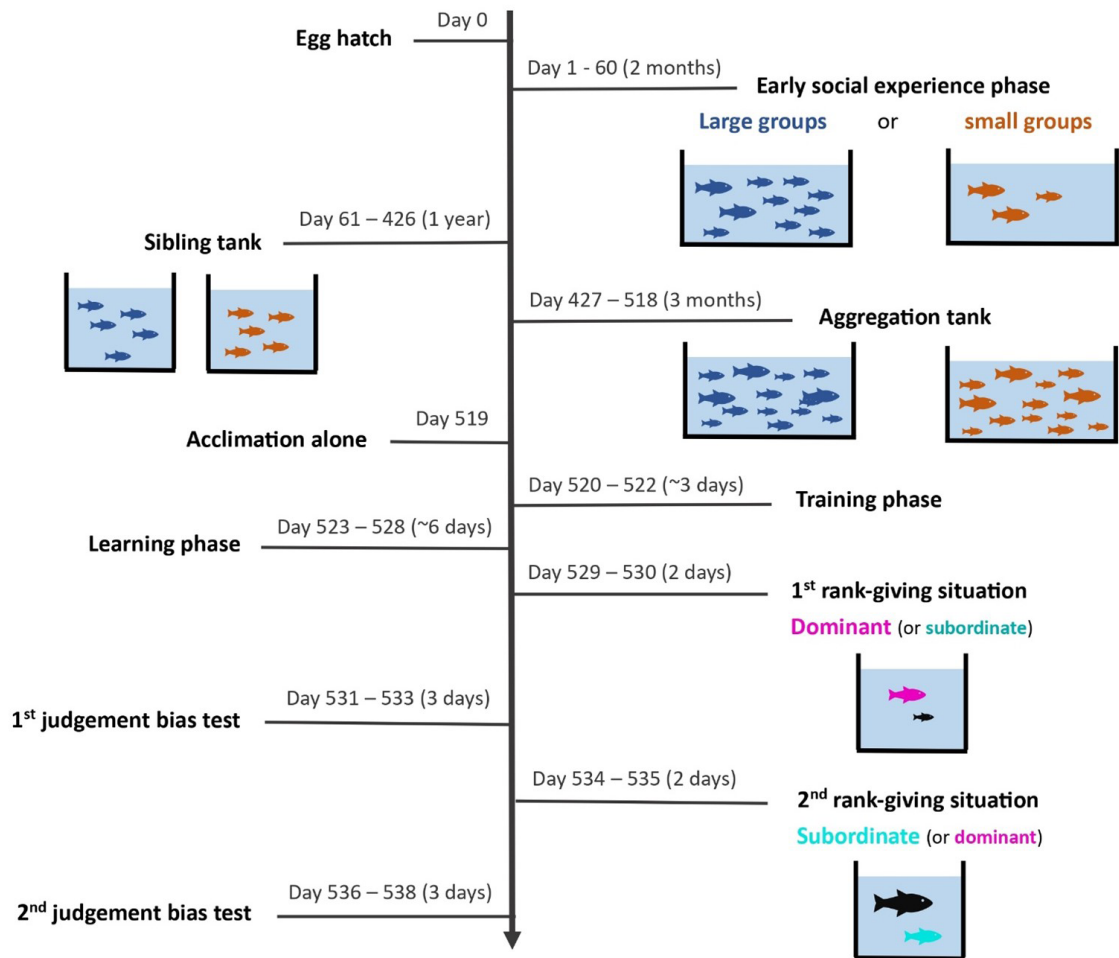 Day 0
Egg hatch
Day 1 - 60 (2 months)
Early social experience phase
Large groups or small groups
Day 61 – 426 (1 year)
Sibling tank
Day 427 – 518 (3 months)
Aggregation tank
Day 519
Acclimation alone
Day 520 – 522 (~3 days)
Training phase
Day 523 – 528 (~6 days)
Learning phase
Day 529 – 530 (2 days)
1st rank-giving situation
Dominant (or subordinate)
Day 531 – 533 (3 days)
1st judgement bias test
Day 534 – 535 (2 days)
2nd rank-giving situation
Subordinate (or dominant)
Day 536 – 538 (3 days)
2nd judgement bias test